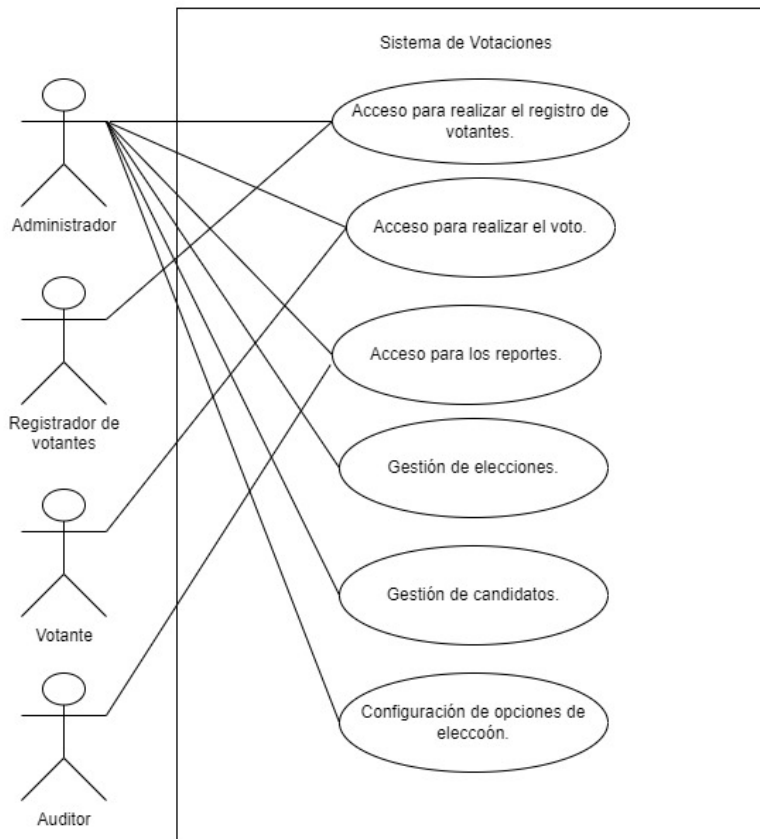 Sistema de Votaciones
Acceso para realizar el registro de
votantes.
Administrador
Acceso para realizar el voto.
Registrador de
votantes
Acceso para los reportes.
Gestión de elecciones.
Votante
Gestión de candidatos.
Configuración de opciones de
eleccoón.
Auditor